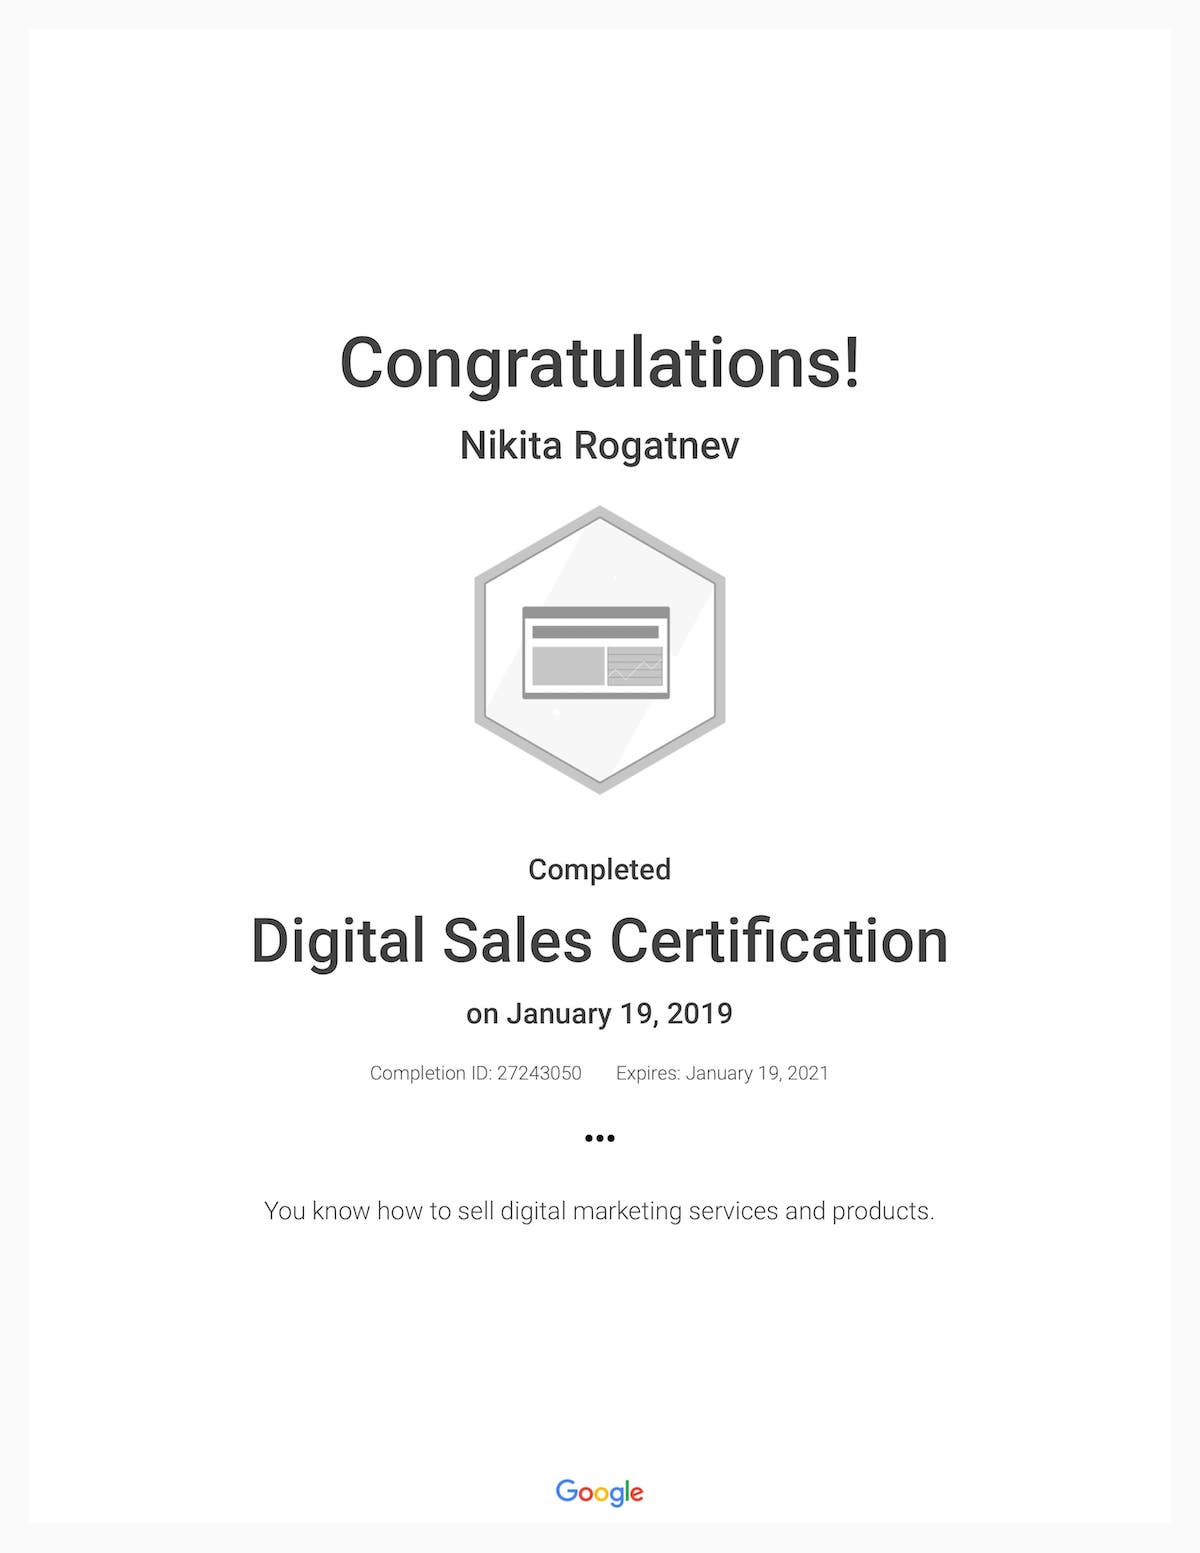 Congratulations!
Nikita Rogatnev
Completed
Digital Sales Certification
on January 19, 2019
Completion ID: 27243050 Expires: January 19, 2021
•••
You know how to sell digital marketing services and products.
Google